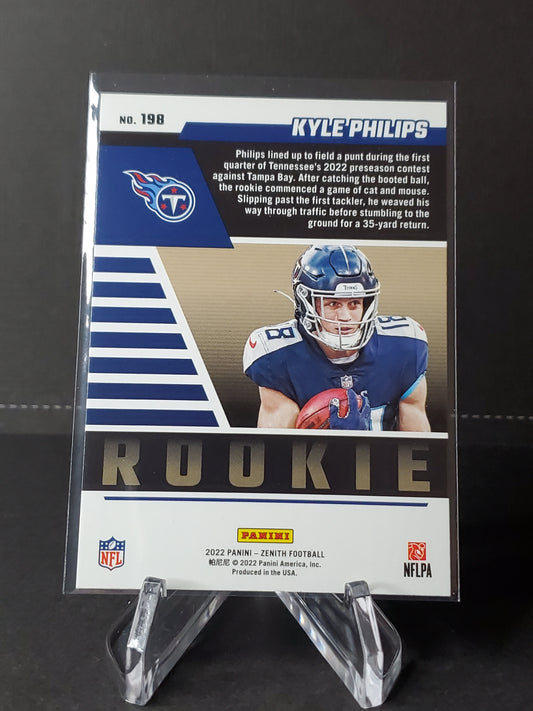 NO. 198
KYLE PHILIPS
Philips lined up to field a punt during the first
quarter of Tennessee's 2022 preseason contest
against Tampa Bay. After catching the booted ball,
the rookie commenced a game of cat and mouse.
Slipping past the first tackler, he weaved his
way through traffic before stumbling to the
ground for a 35-yard return.
T
TITANS
18
18
ROOKIE
PANINI
2022 PANINI – ZENITH FOOTBALL
帕尼尼 © 2022 Panini America, Inc.
Produced in the USA.
NFL
NFLPA